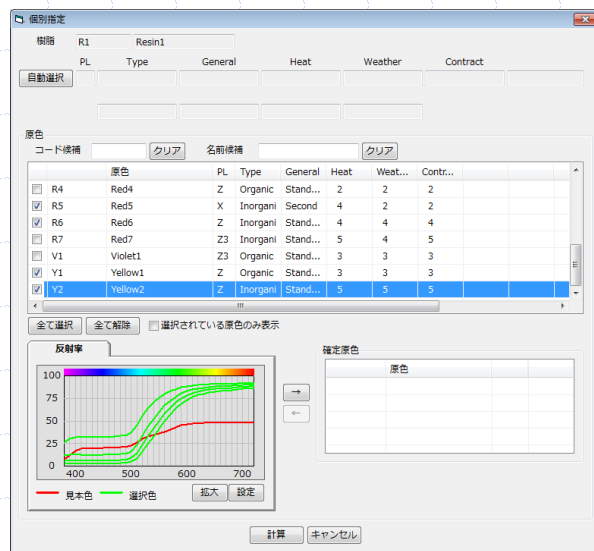 個別指定
樹脂 R1 Resin1
PL Type General Heat Weather Contract
自動選択
原色
コード候補 クリア 名前候補 クリア
原色 PL Type General Heat Weat... Contr...
R4 Red4 Z Organic Stand... 2 2 2
R5 Red5 X Inorgani Second 4 2 2
R6 Red6 Z Inorgani Stand... 4 4 4
R7 Red7 Z3 Inorgani Stand... 5 4 5
V1 Violet1 Z3 Organic Stand... 3 3 3
Y1 Yellow1 Z Organic Stand... 3 3 3
Y2 Yellow2 Z Inorgani Stand... 5 5 5
全て選択 全て解除 選択されている原色のみ表示
反射率
確定原色
原色
100
75
50
25
0
400 500 600 700
→
←
見本色 選択色 拡大 設定
計算 キャンセル